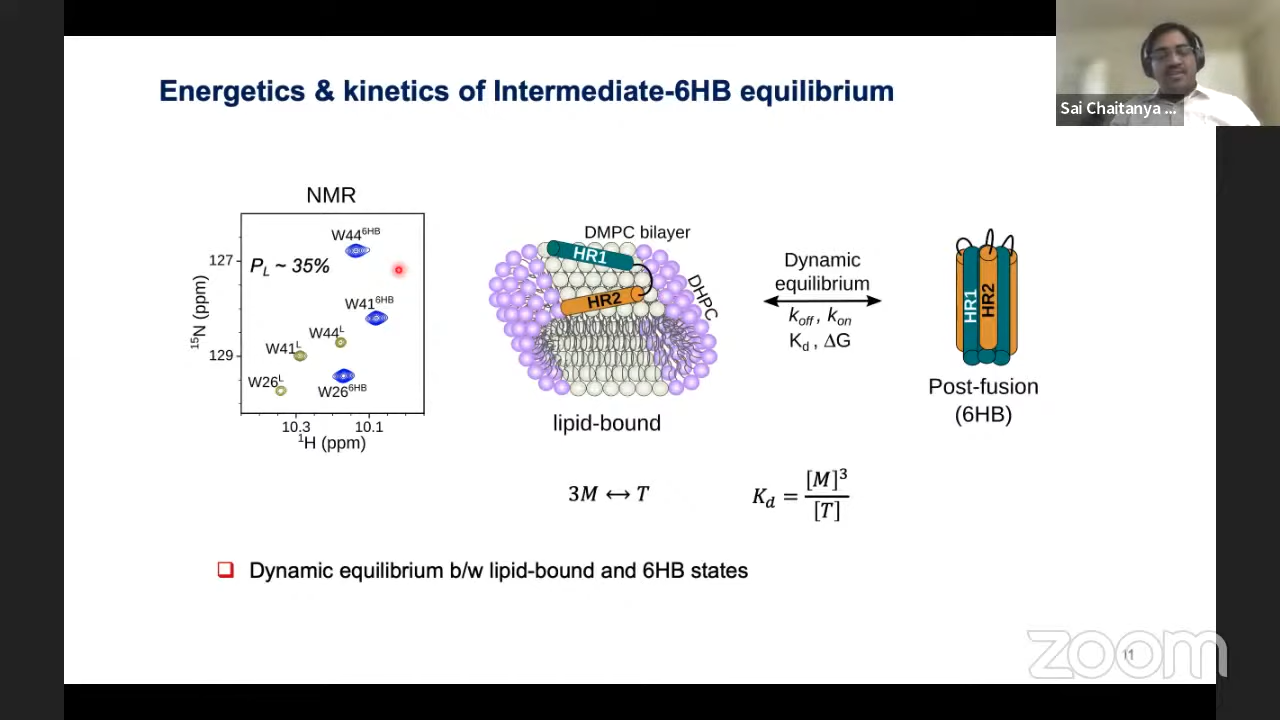 Energetics & kinetics of Intermediate-6HB equilibrium
Sai Chaitanya ...
NMR
W44^6HB
127
P_L ~ 35%
W41^6HB
W44^L
W41^L
129
W26^L
W26^6HB
10.3 10.1
^1H (ppm)
^15N (ppm)
DMPC bilayer
HR1
HR2
DHPC
lipid-bound
Dynamic
equilibrium
k_off, k_on
K_d , ΔG
HR1
HR2
Post-fusion
(6HB)
3M ↔ T
K_d = [M]^3 / [T]
Dynamic equilibrium b/w lipid-bound and 6HB states
zoom
11